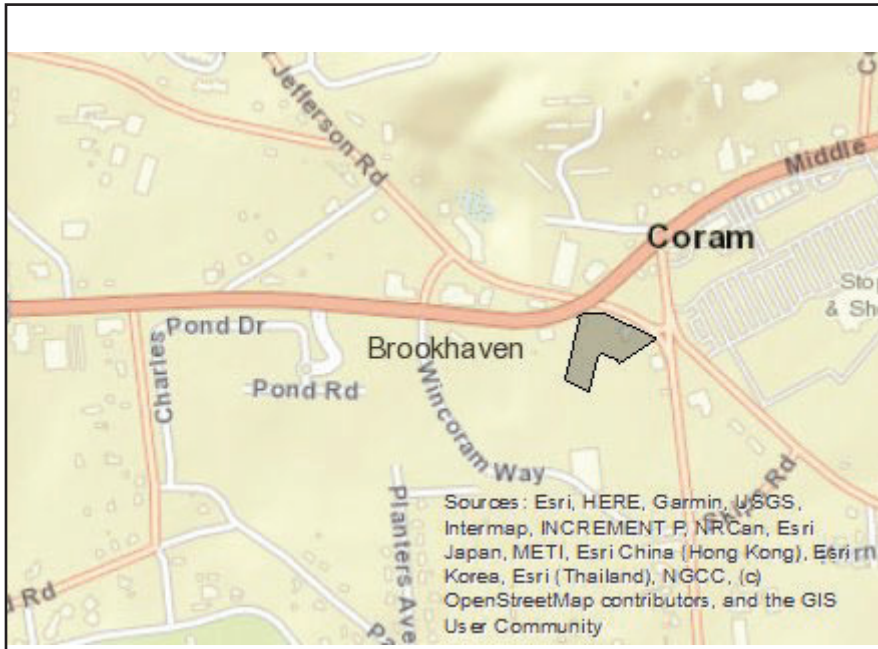 Jefferson Rd
Middle
Coram
Stop
& Sho
Pond Dr
Brookhaven
Charles
Pond Rd
Wincoram Way
Planters Ave
Skips Rd
Rd
Sources: Esri, HERE, Garmin, USGS,
Intermap, INCREMENT P, NRCan, Esri
Japan, METI, Esri China (Hong Kong), Esri
Korea, Esri (Thailand), NGCC, (c)
OpenStreetMap contributors, and the GIS
User Community